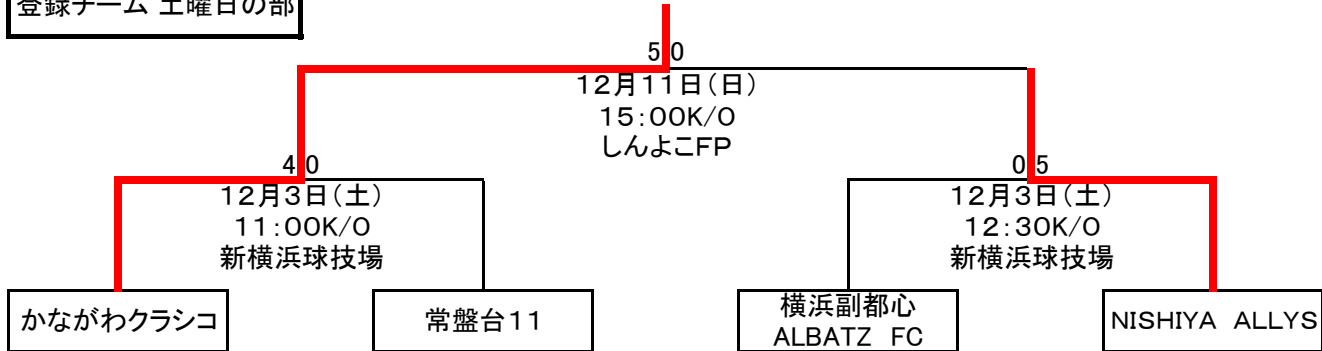 登録チーム 土曜日の部
5 0
12月11日(日)
15:00K/O
しんよこFP
4 0
12月3日(土)
11:00K/O
新横浜球技場
0 5
12月3日(土)
12:30K/O
新横浜球技場
かながわクラシコ
常盤台11
横浜副都心
ALBATZ FC
NISHIYA ALLYS